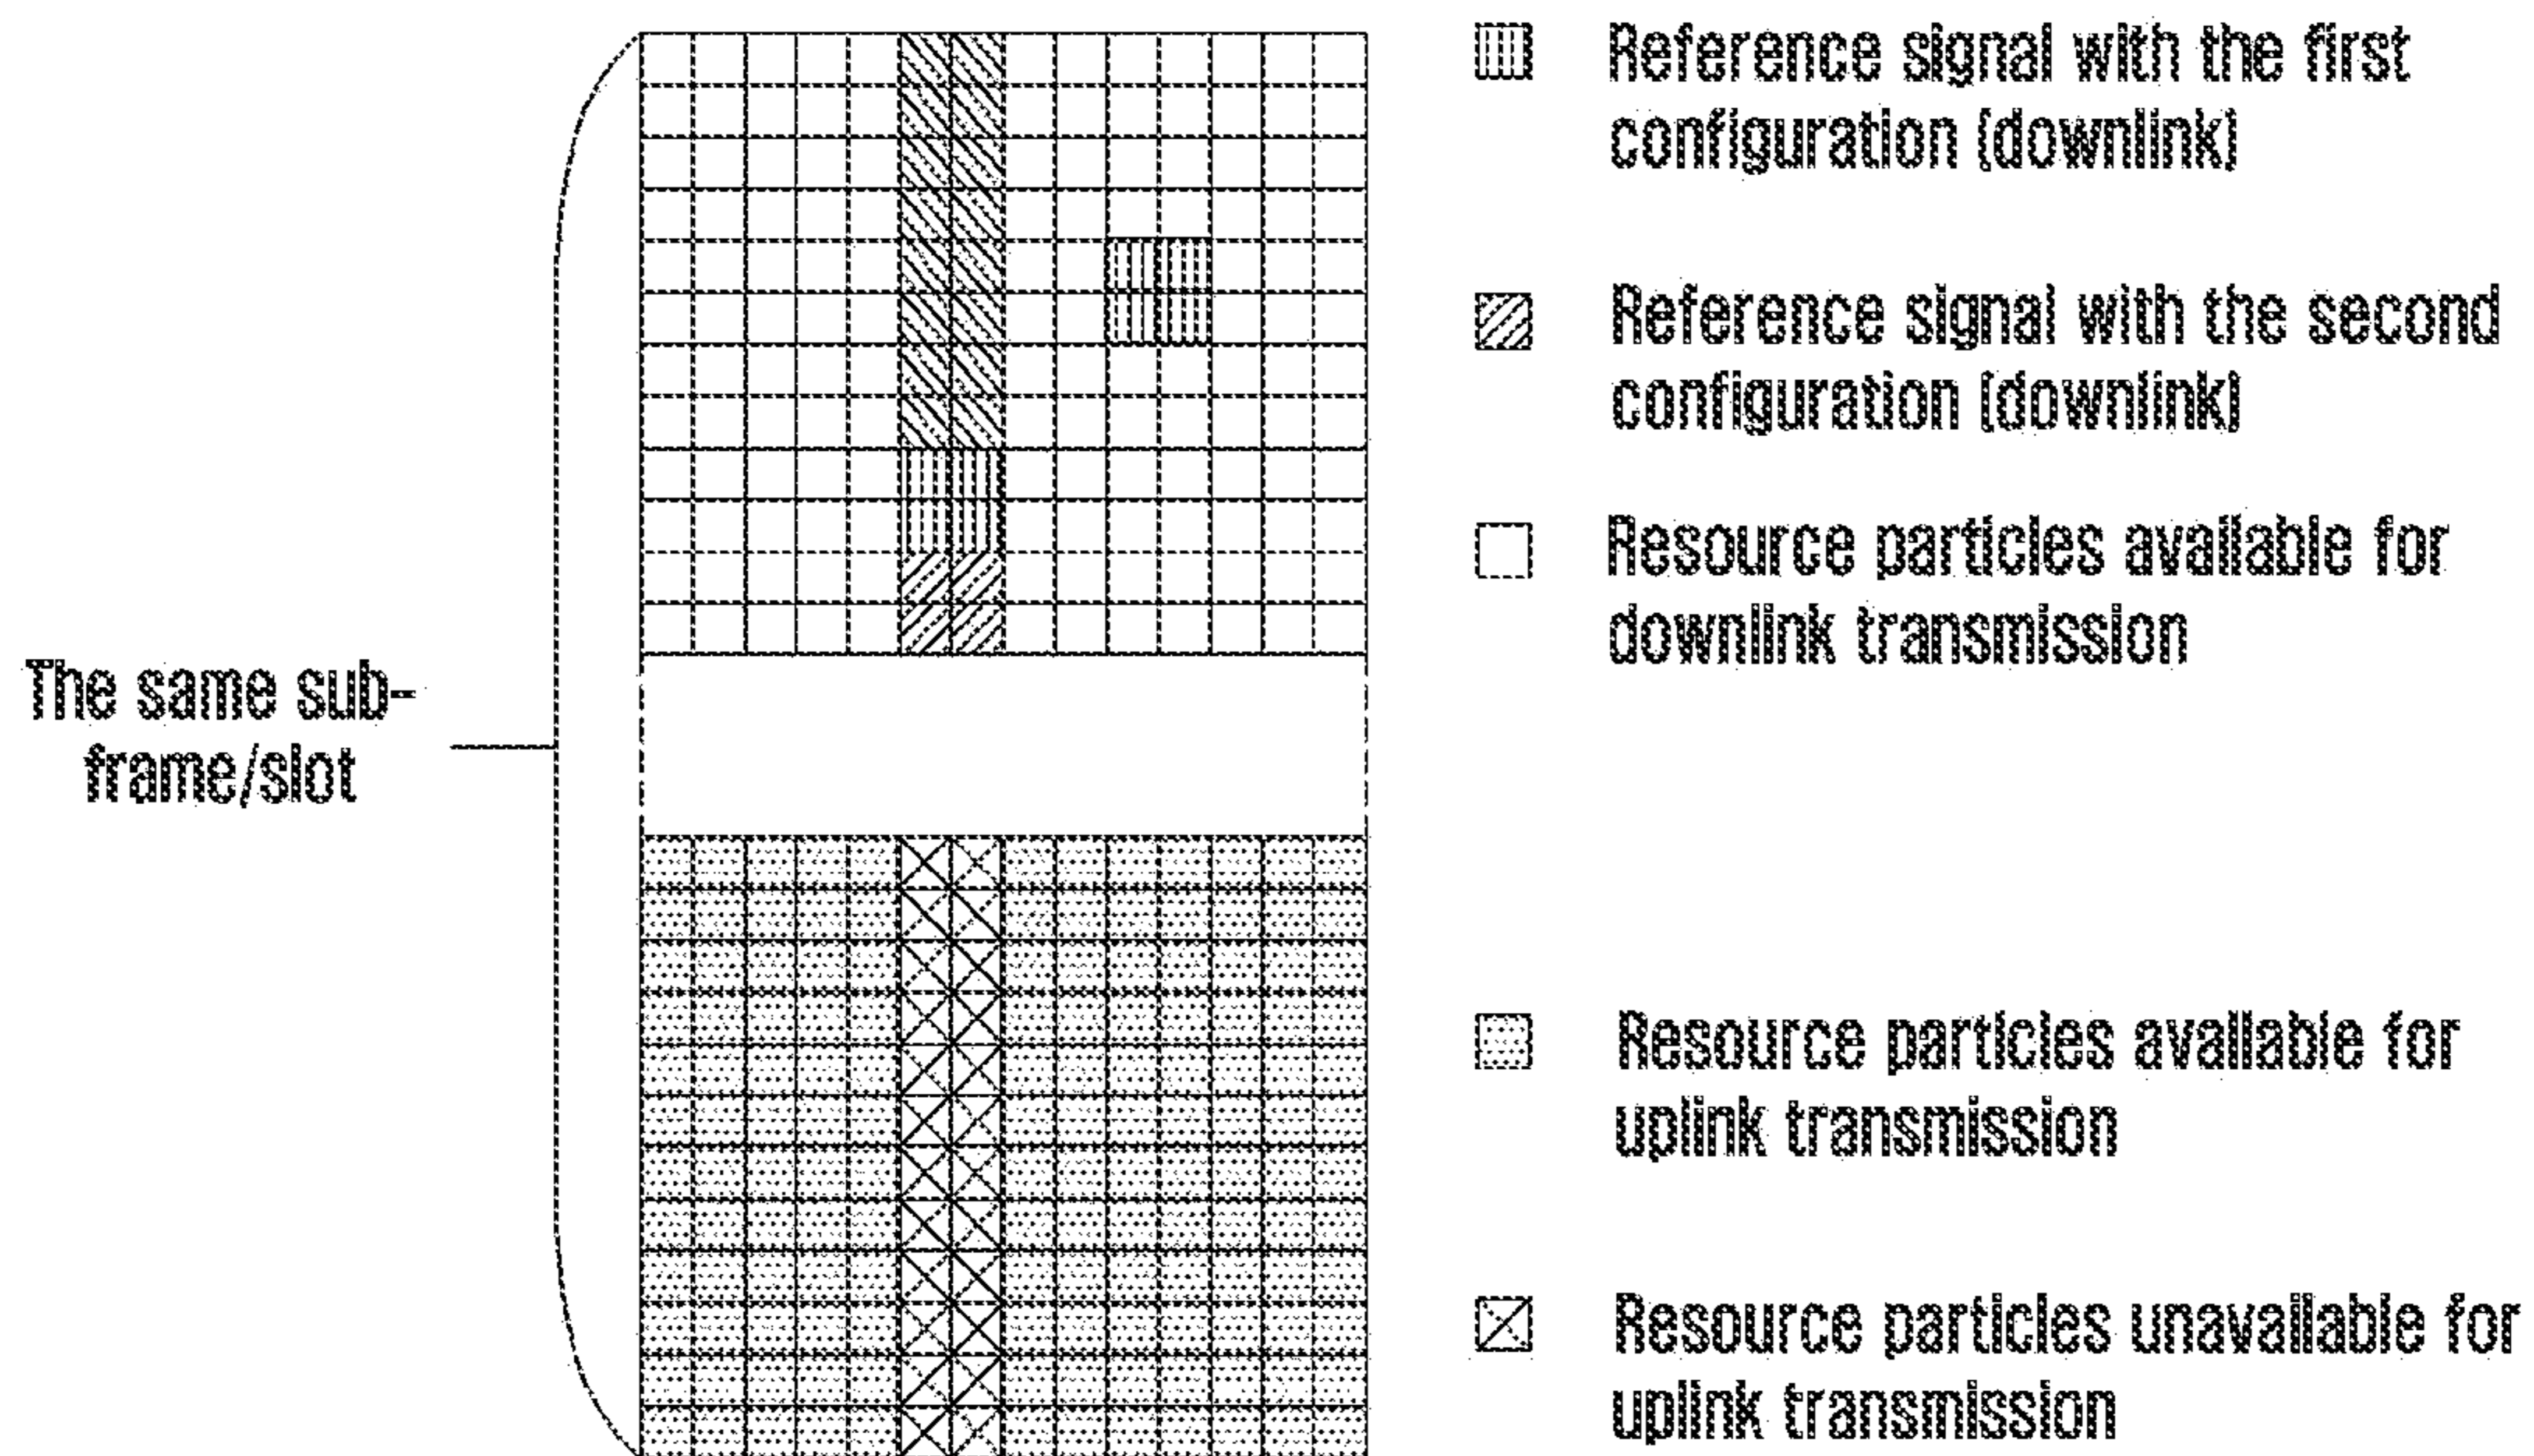 The same sub-
frame/slot
Reference signal with the first
configuration (downlink)
Reference signal with the second
configuration (downlink)
Resource particles available for
downlink transmission
Resource particles available for
uplink transmission
Resource particles unavailable for
uplink transmission